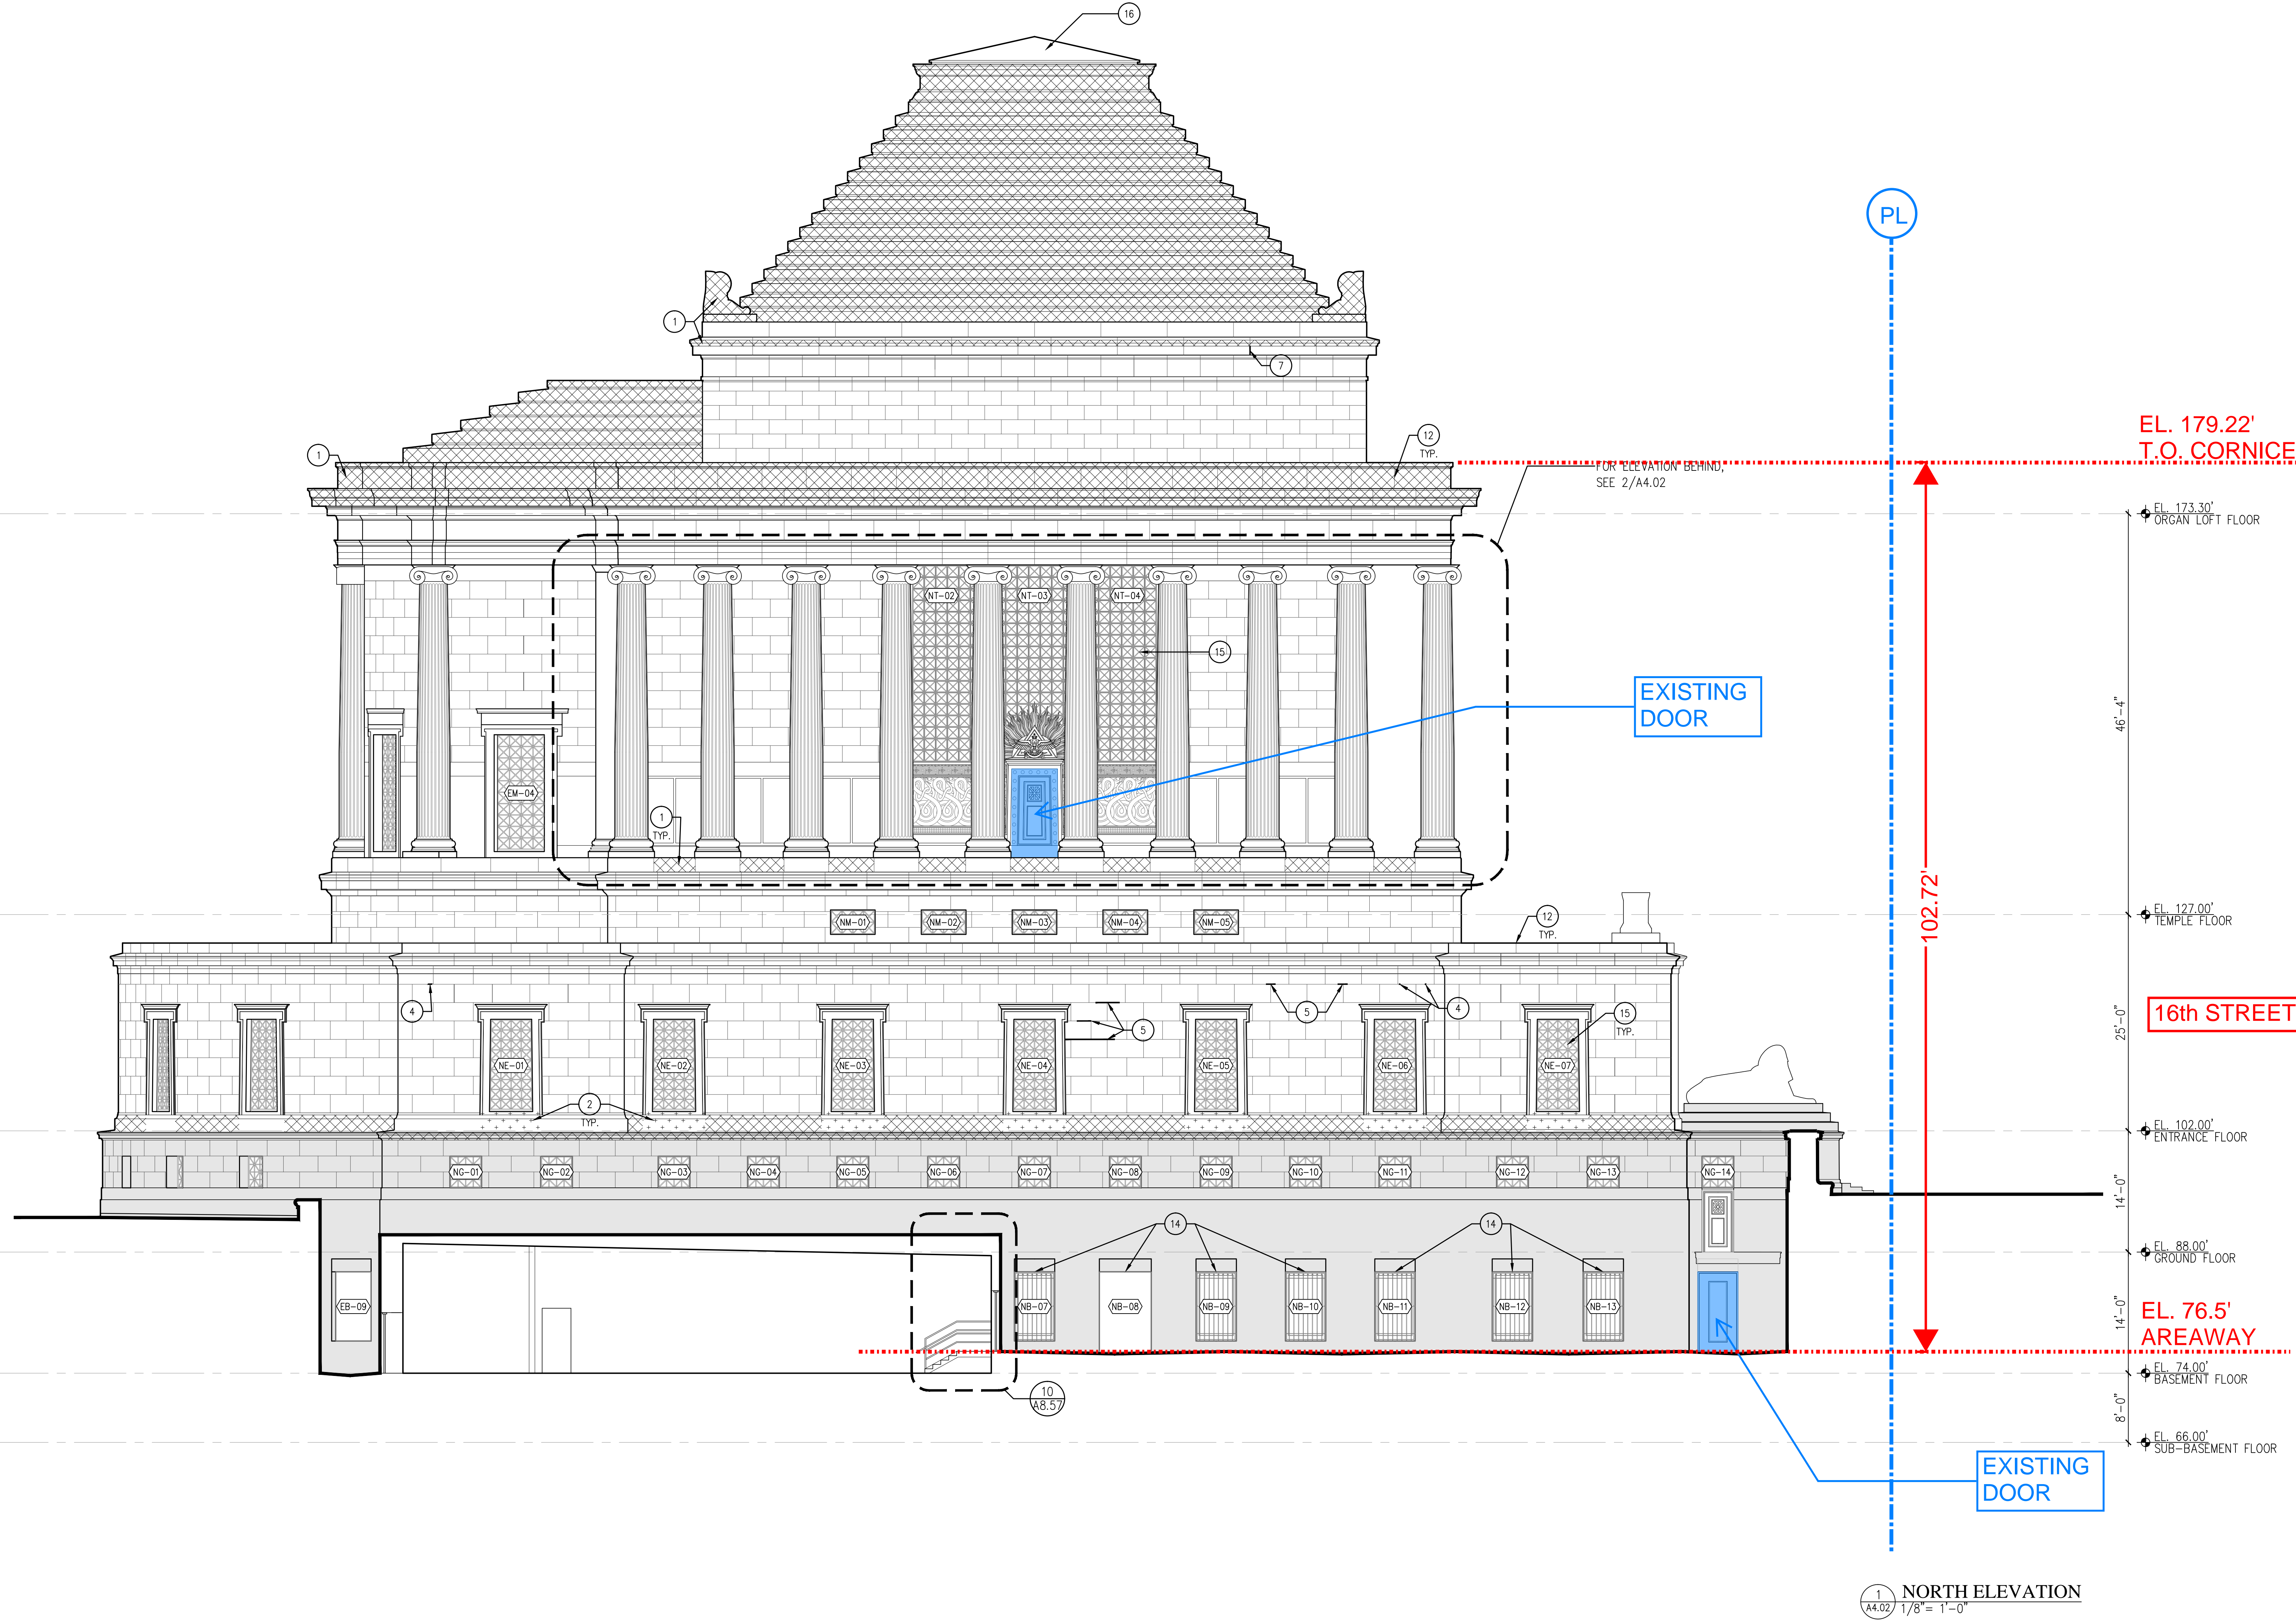 16
PL
1
7
EL. 179.22'
T.O. CORNICE
1
12
TYP.
FOR ELEVATION BEHIND,
SEE 2/A4.02
EL. 173.30'
ORGAN LOFT FLOOR
NT-02
NT-03
NT-04
15
EXISTING
DOOR
46'-4"
EM-04
1
TYP.
102.72'
NM-01
NM-02
NM-03
NM-04
NM-05
12
TYP.
EL. 127.00'
TEMPLE FLOOR
4
5
5
4
15
TYP.
16th STREET
25'-0"
NE-01
NE-02
NE-03
NE-04
NE-05
NE-06
NE-07
2
TYP.
EL. 102.00'
ENTRANCE FLOOR
NG-01
NG-02
NG-03
NG-04
NG-05
NG-06
NG-07
NG-08
NG-09
NG-10
NG-11
NG-12
NG-13
NG-14
14'-0"
14
14
EL. 88.00'
GROUND FLOOR
EB-09
NB-07
NB-08
NB-09
NB-10
NB-11
NB-12
NB-13
14'-0"
EL. 76.5'
AREAWAY
EL. 74.00'
BASEMENT FLOOR
10
A8.57
8'-0"
EL. 66.00'
SUB-BASEMENT FLOOR
EXISTING
DOOR
1
A4.02
NORTH ELEVATION
1/8"= 1'-0"